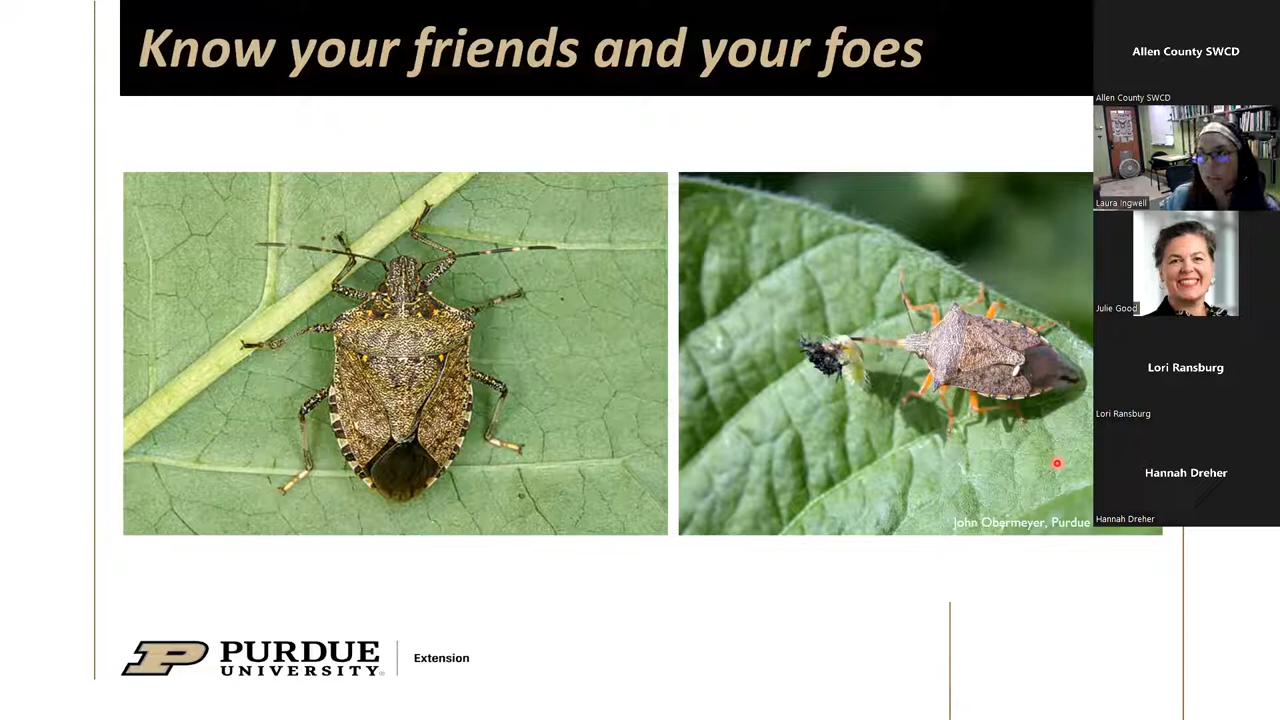 Know your friends and your foes
Allen County SWCD
Allen County SWCD
Laura Ingwell
Julie Good
Lori Ransburg
Lori Ransburg
Hannah Dreher
Hannah Dreher
John Obermeyer, Purdue
P PURDUE UNIVERSITY® Extension